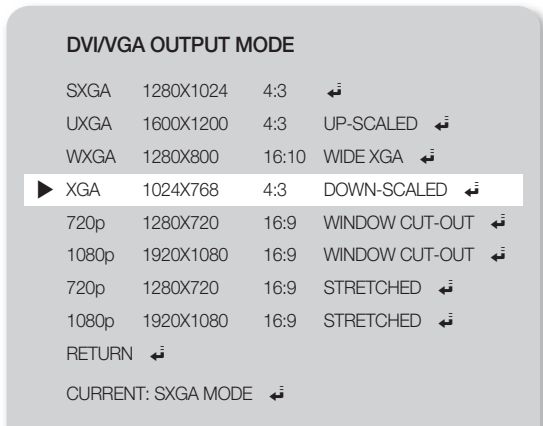 DVI/VGA OUTPUT MODE
SXGA 1280X1024 4:3 ↲
UXGA 1600X1200 4:3 UP-SCALED ↲
WXGA 1280X800 16:10 WIDE XGA ↲
▶ XGA 1024X768 4:3 DOWN-SCALED ↲
720p 1280X720 16:9 WINDOW CUT-OUT ↲
1080p 1920X1080 16:9 WINDOW CUT-OUT ↲
720p 1280X720 16:9 STRETCHED ↲
1080p 1920X1080 16:9 STRETCHED ↲
RETURN ↲
CURRENT: SXGA MODE ↲